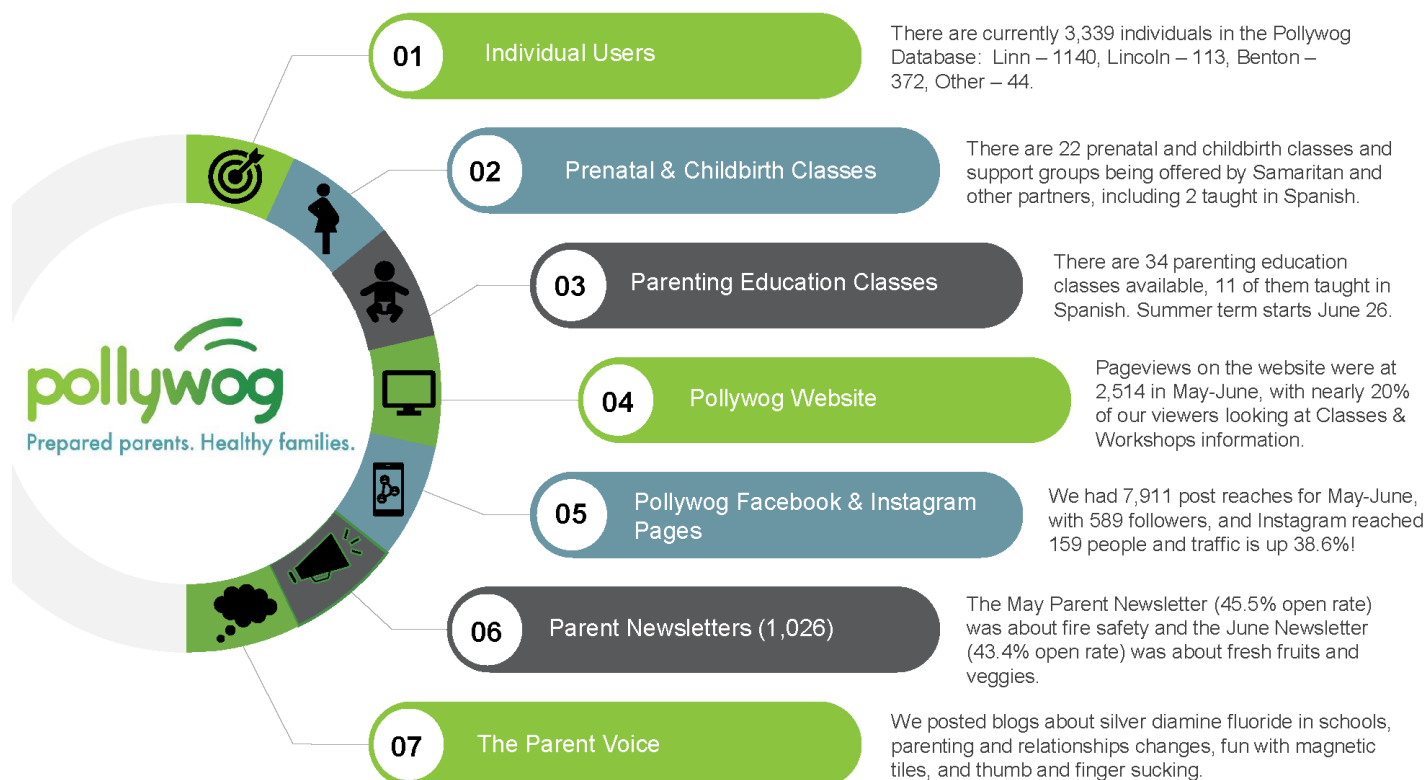 01
Individual Users
There are currently 3,339 individuals in the Pollywog
Database: Linn – 1140, Lincoln – 113, Benton –
372, Other – 44.
02
Prenatal & Childbirth Classes
There are 22 prenatal and childbirth classes and
support groups being offered by Samaritan and
other partners, including 2 taught in Spanish.
03
Parenting Education Classes
There are 34 parenting education
classes available, 11 of them taught in
Spanish. Summer term starts June 26.
pollywog
Prepared parents. Healthy families.
04
Pollywog Website
Pageviews on the website were at
2,514 in May-June, with nearly 20%
of our viewers looking at Classes &
Workshops information.
05
Pollywog Facebook & Instagram
Pages
We had 7,911 post reaches for May-June,
with 589 followers, and Instagram reached
159 people and traffic is up 38.6%!
06
Parent Newsletters (1,026)
The May Parent Newsletter (45.5% open rate)
was about fire safety and the June Newsletter
(43.4% open rate) was about fresh fruits and
veggies.
07
The Parent Voice
We posted blogs about silver diamine fluoride in schools,
parenting and relationships changes, fun with magnetic
tiles, and thumb and finger sucking.